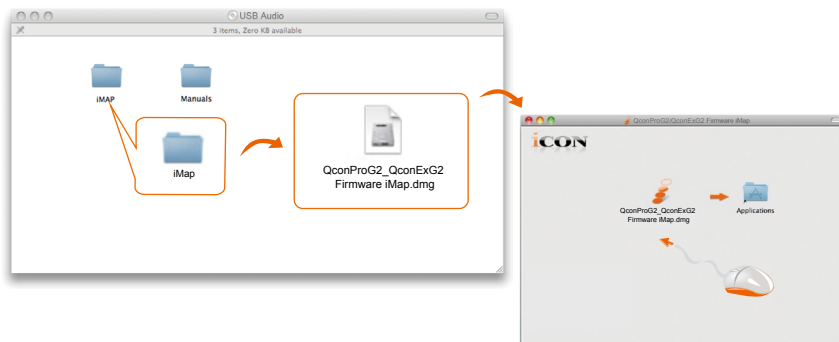 USB Audio
3 items, Zero KB available
iMAP
Manuals
iMap
QconProG2_QconExG2
Firmware iMap.dmg
QconProG2/QconExG2 Firmware iMap
iCON
QconProG2_QconExG2
Firmware iMap.dmg
Applications